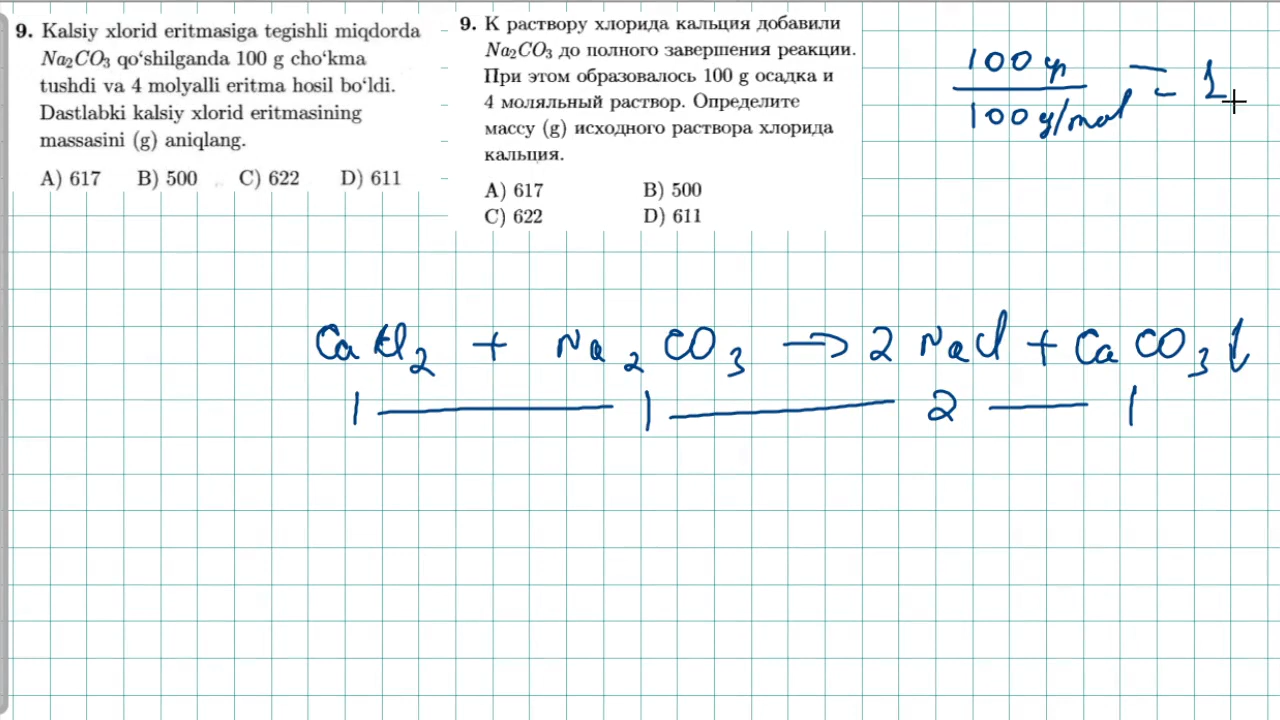 9. Kalsiy xlorid eritmasiga tegishli miqdorda
Na₂CO₃ qo‘shilganda 100 g cho‘kma
tushdi va 4 molyalli eritma hosil bo‘ldi.
Dastlabki kalsiy xlorid eritmasining
massasini (g) aniqlang.
A) 617 B) 500 C) 622 D) 611
9. К раствору хлорида кальция добавили
Na₂CO₃ до полного завершения реакции.
При этом образовалось 100 g осадка и
4 моляльный раствор. Определите
массу (g) исходного раствора хлорида
кальция.
A) 617 B) 500
C) 622 D) 611
100 gr
100 g/mol = 1
CaCl₂ + Na₂CO₃ → 2 NaCl + CaCO₃ ↓
1 — 1 — 2 — 1